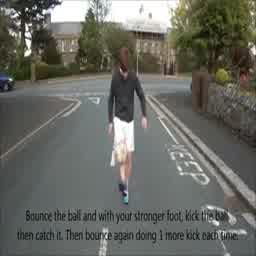 KEEP
Bounce the ball and with your stronger foot, kick the ball
then catch it. Then bounce again doing 1 more kick each time.